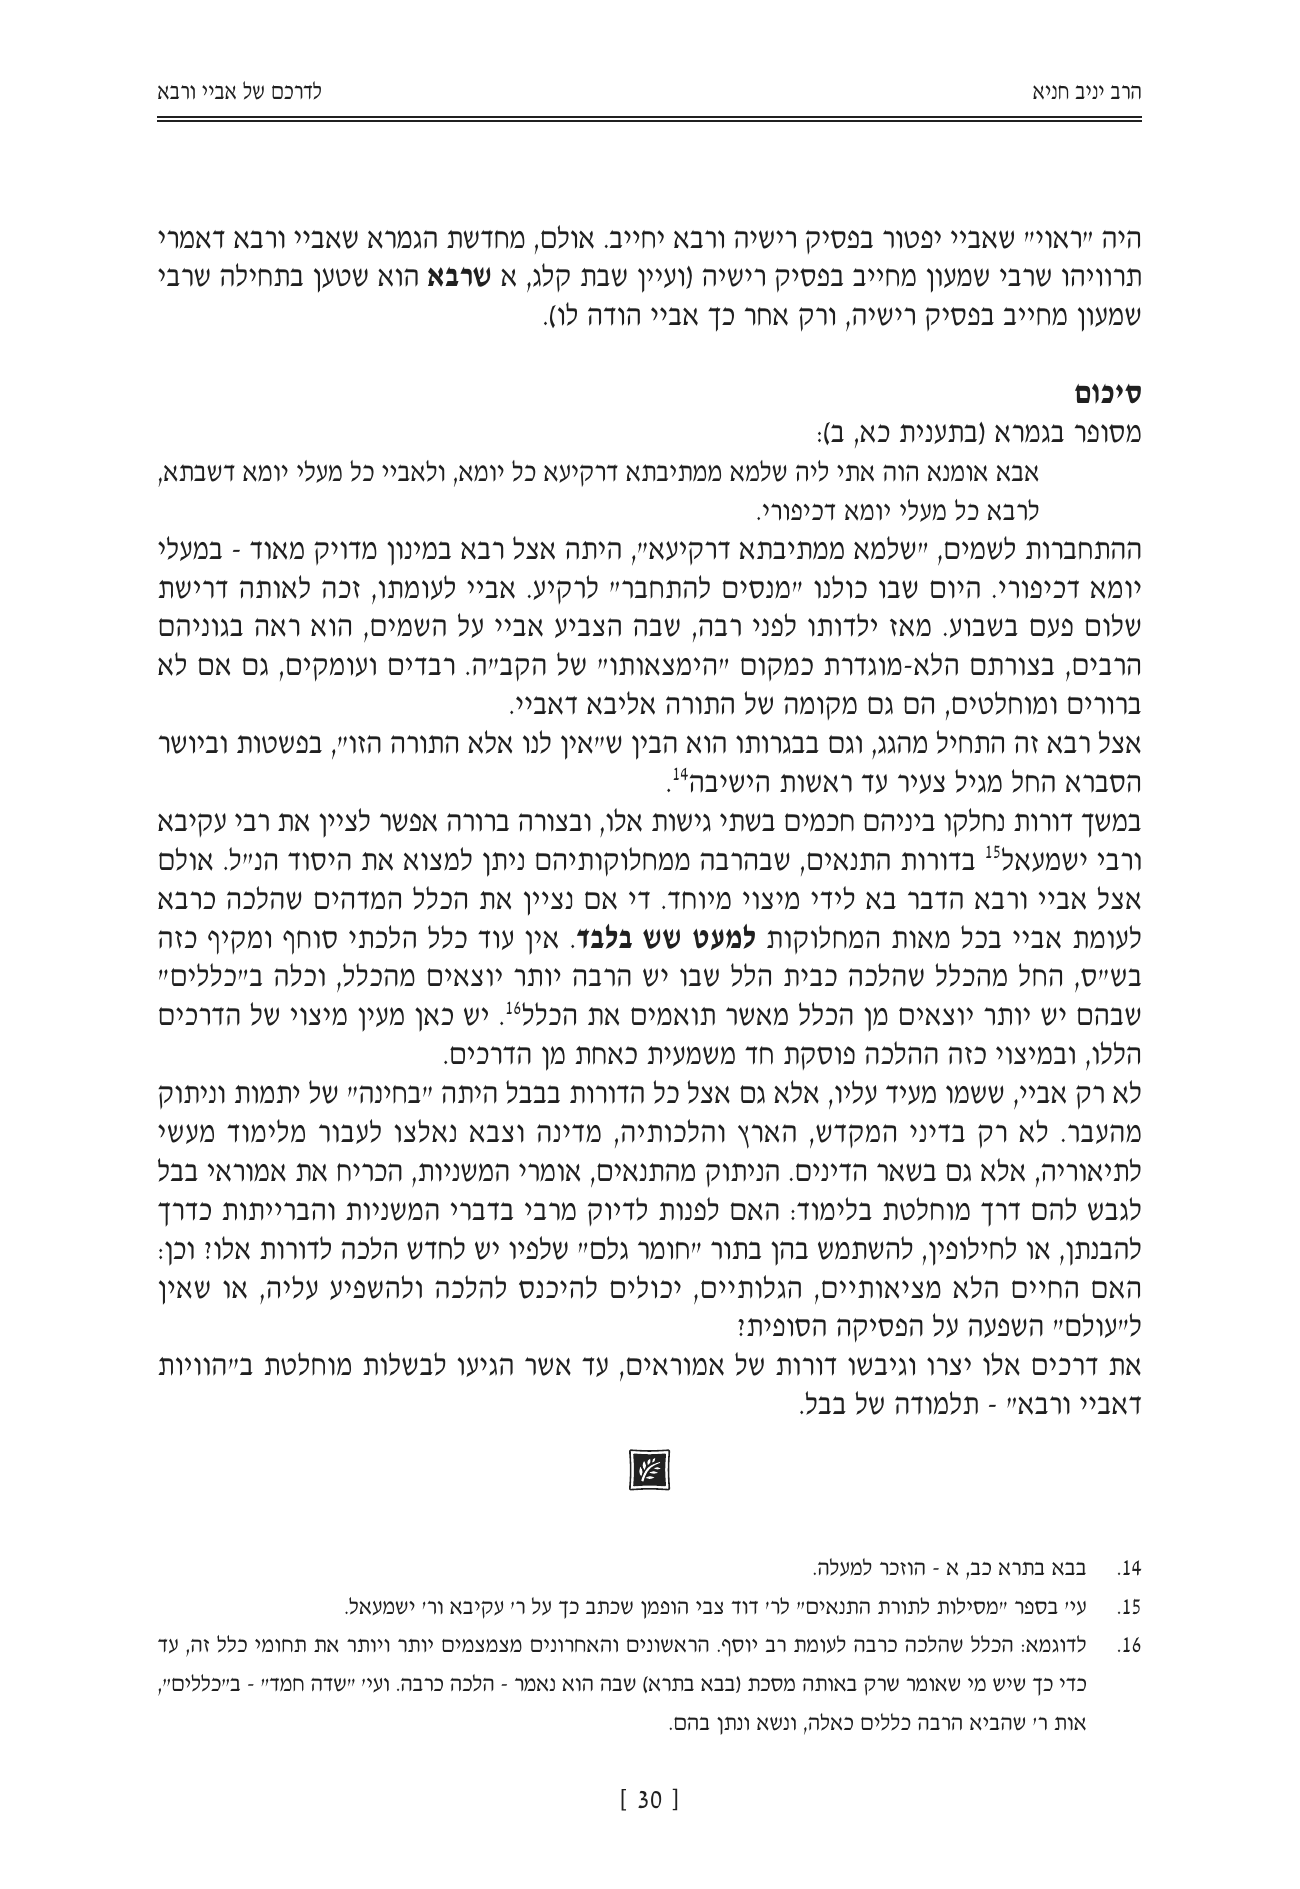 הרב יניב חניא
לדרכם של אביי ורבא
היה "ראוי" שאביי יפטור בפסיק רישיה ורבא יחייב. אולם, מחדשת הגמרא שאביי ורבא דאמרי
תרוויהו שרבי שמעון מחייב בפסיק רישיה (ועיין שבת קלג, א שרבא הוא שטען בתחילה שרבי
שמעון מחייב בפסיק רישיה, ורק אחר כך אביי הודה לו).
סיכום
מסופר בגמרא (בתענית כא, ב):
אבא אומנא הוה אתי ליה שלמא ממתיבתא דרקיעא כל יומא, ולאביי כל מעלי יומא דשבתא,
לרבא כל מעלי יומא דכיפורי.
ההתחברות לשמים, "שלמא ממתיבתא דרקיעא", היתה אצל רבא במינון מדויק מאוד - במעלי
יומא דכיפורי. היום שבו כולנו "מנסים להתחבר" לרקיע. אביי לעומתו, זכה לאותה דרישת
שלום פעם בשבוע. מאז ילדותו לפני רבה, שבה הצביע אביי על השמים, הוא ראה בגוניהם
הרבים, בצורתם הלא-מוגדרת כמקום "הימצאותו" של הקב"ה. רבדים ועומקים, גם אם לא
ברורים ומוחלטים, הם גם מקומה של התורה אליבא דאביי.
אצל רבא זה התחיל מהגג, וגם בבגרותו הוא הבין ש"אין לנו אלא התורה הזו", בפשטות וביושר
הסברא החל מגיל צעיר עד ראשות הישיבה14.
במשך דורות נחלקו ביניהם חכמים בשתי גישות אלו, ובצורה ברורה אפשר לציין את רבי עקיבא
ורבי ישמעאל15 בדורות התנאים, שבהרבה ממחלוקותיהם ניתן למצוא את היסוד הנ"ל. אולם
אצל אביי ורבא הדבר בא לידי מיצוי מיוחד. די אם נציין את הכלל המדהים שהלכה כרבא
לעומת אביי בכל מאות המחלוקות למעט שש בלבד. אין עוד כלל הלכתי סוחף ומקיף כזה
בש"ס, החל מהכלל שהלכה כבית הלל שבו יש הרבה יותר יוצאים מהכלל, וכלה ב"כללים"
שבהם יש יותר יוצאים מן הכלל מאשר תואמים את הכלל16. יש כאן מעין מיצוי של הדרכים
הללו, ובמיצוי כזה ההלכה פוסקת חד משמעית כאחת מן הדרכים.
לא רק אביי, ששמו מעיד עליו, אלא גם אצל כל הדורות בבבל היתה "בחינה" של יתמות וניתוק
מהעבר. לא רק בדיני המקדש, הארץ והלכותיה, מדינה וצבא נאלצו לעבור מלימוד מעשי
לתיאוריה, אלא גם בשאר הדינים. הניתוק מהתנאים, אומרי המשניות, הכריח את אמוראי בבל
לגבש להם דרך מוחלטת בלימוד: האם לפנות לדיוק מרבי בדברי המשניות והברייתות כדרך
להבנתן, או לחילופין, להשתמש בהן בתור "חומר גלם" שלפיו יש לחדש הלכה לדורות אלו? וכן:
האם החיים הלא מציאותיים, הגלותיים, יכולים להיכנס להלכה ולהשפיע עליה, או שאין
ל"עולם" השפעה על הפסיקה הסופית?
את דרכים אלו יצרו וגיבשו דורות של אמוראים, עד אשר הגיעו לבשלות מוחלטת ב"הוויות
דאביי ורבא" - תלמודה של בבל.
14. בבא בתרא כב, א - הוזכר למעלה.
15. עי' בספר "מסילות לתורת התנאים" לר' דוד צבי הופמן שכתב כך על ר' עקיבא ור' ישמעאל.
16. לדוגמא: הכלל שהלכה כרבה לעומת רב יוסף. הראשונים והאחרונים מצמצמים יותר ויותר את תחומי כלל זה, עד
כדי כך שיש מי שאומר שרק באותה מסכת (בבא בתרא) שבה הוא נאמר - הלכה כרבה. ועי' "שדה חמד" - ב"כללים",
אות ר' שהביא הרבה כללים כאלה, ונשא ונתן בהם.
[ 30 ]